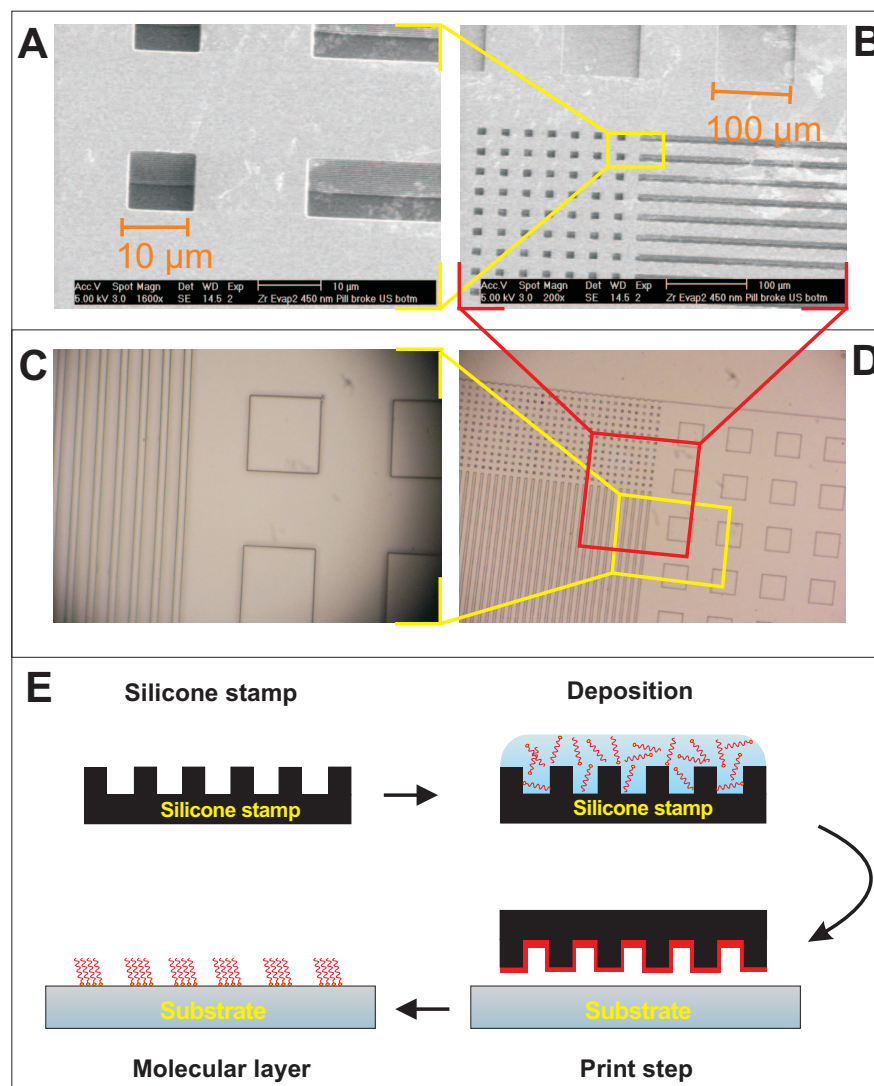 A
B
10 µm
100 µm
Acc.V Spot Magn Det WD Exp 10 µm
5.00 kV 3.0 1600x SE 14.5 2 Zr Evap2 450 nm Pill broke US botm
Acc.V Spot Magn Det WD Exp 100 µm
5.00 kV 3.0 200x SE 14.5 2 Zr Evap2 450 nm Pill broke US botm
C
D
E
Silicone stamp
Deposition
Silicone stamp
Silicone stamp
Substrate
Substrate
Molecular layer
Print step